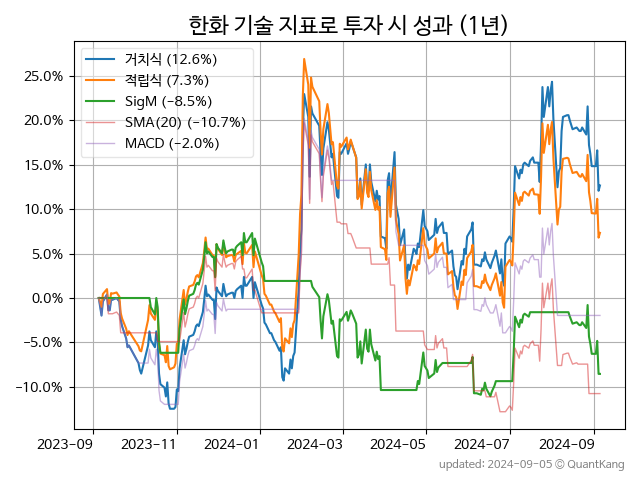 한화 기술 지표로 투자 시 성과 (1년)
거치식 (12.6%)
적립식 (7.3%)
SigM (−8.5%)
SMA(20) (−10.7%)
MACD (−2.0%)
25.0%
20.0%
15.0%
10.0%
5.0%
0.0%
−5.0%
−10.0%
2023-09 2023-11 2024-01 2024-03 2024-05 2024-07 2024-09
updated: 2024-09-05 © QuantKang